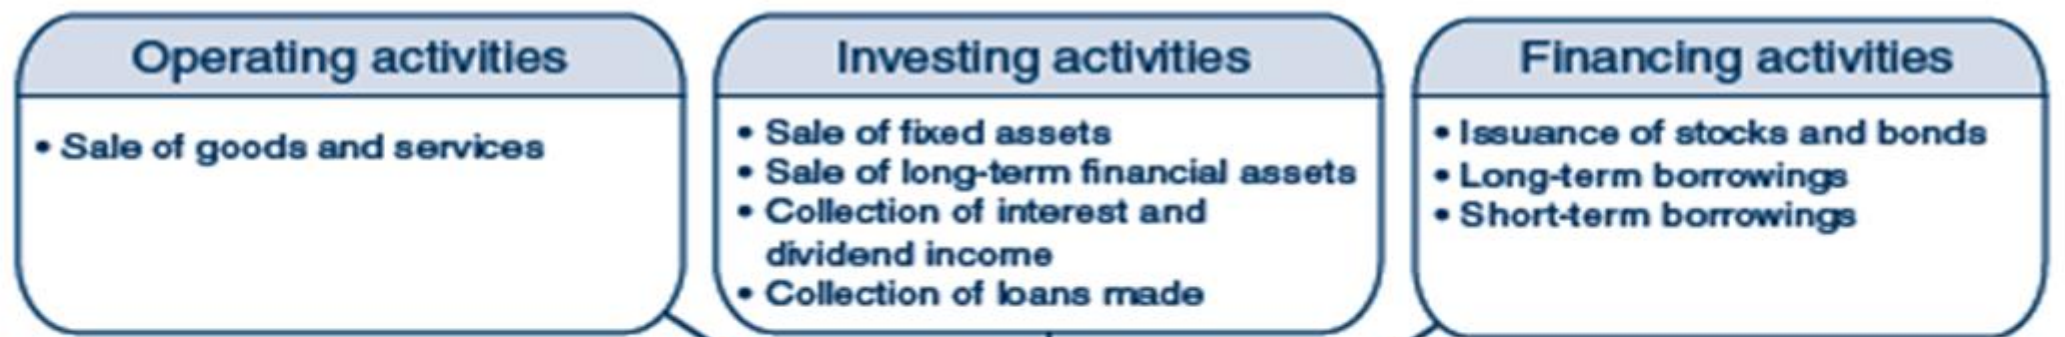 Operating activities
• Sale of goods and services
Investing activities
• Sale of fixed assets
• Sale of long-term financial assets
• Collection of interest and
dividend income
• Collection of loans made
Financing activities
• Issuance of stocks and bonds
• Long-term borrowings
• Short-term borrowings